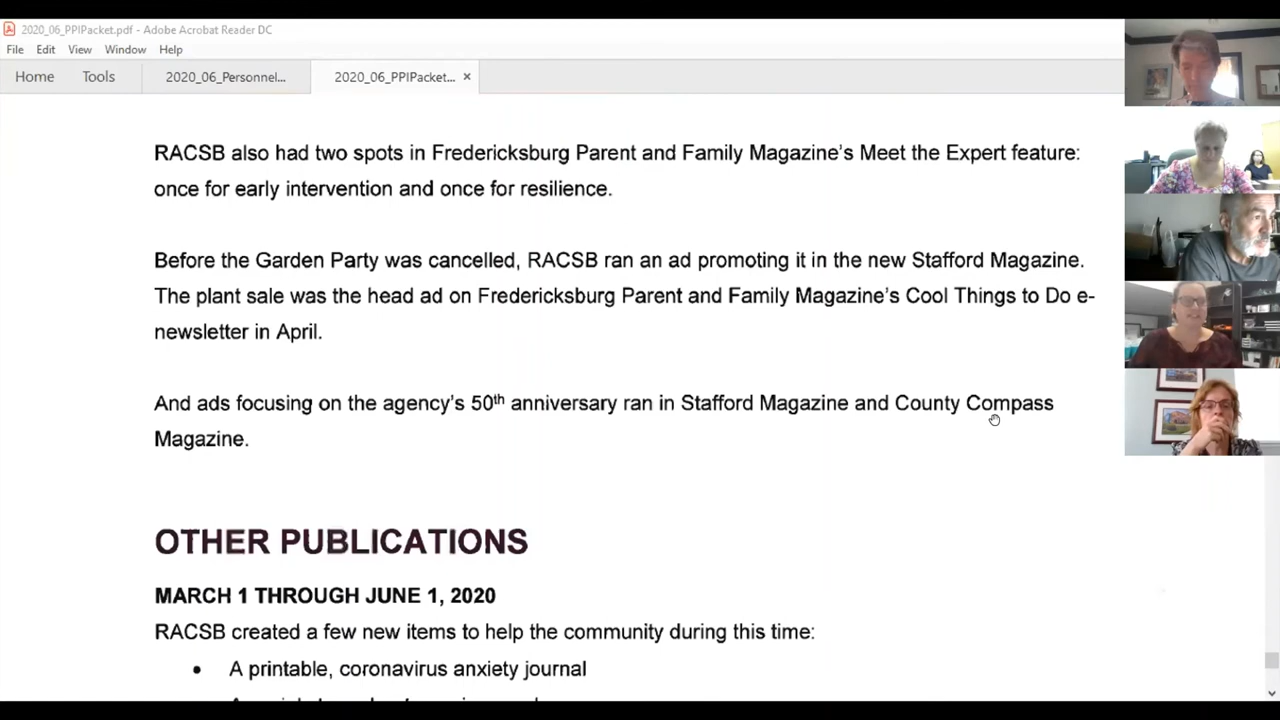 2020_06_PPIPacket.pdf - Adobe Acrobat Reader DC
File Edit View Window Help
Home Tools 2020_06_Personnel... 2020_06_PPIPacket... ×
RACSB also had two spots in Fredericksburg Parent and Family Magazine’s Meet the Expert feature:
once for early intervention and once for resilience.
Before the Garden Party was cancelled, RACSB ran an ad promoting it in the new Stafford Magazine.
The plant sale was the head ad on Fredericksburg Parent and Family Magazine’s Cool Things to Do e-
newsletter in April.
And ads focusing on the agency’s 50th anniversary ran in Stafford Magazine and County Compass
Magazine.
OTHER PUBLICATIONS
MARCH 1 THROUGH JUNE 1, 2020
RACSB created a few new items to help the community during this time:
• A printable, coronavirus anxiety journal